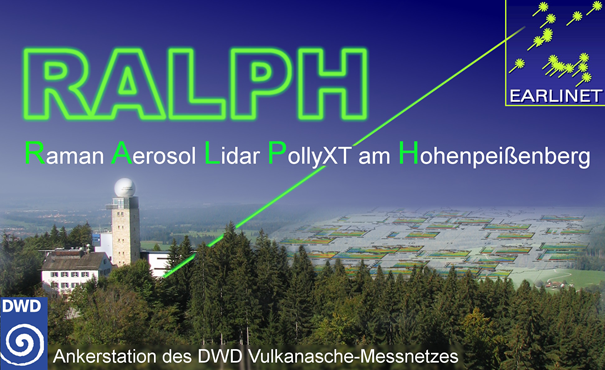 RALPH
EARLINET
Raman Aerosol Lidar PollyXT am Hohenpeißenberg
DWD
Ankerstation des DWD Vulkanasche-Messnetzes